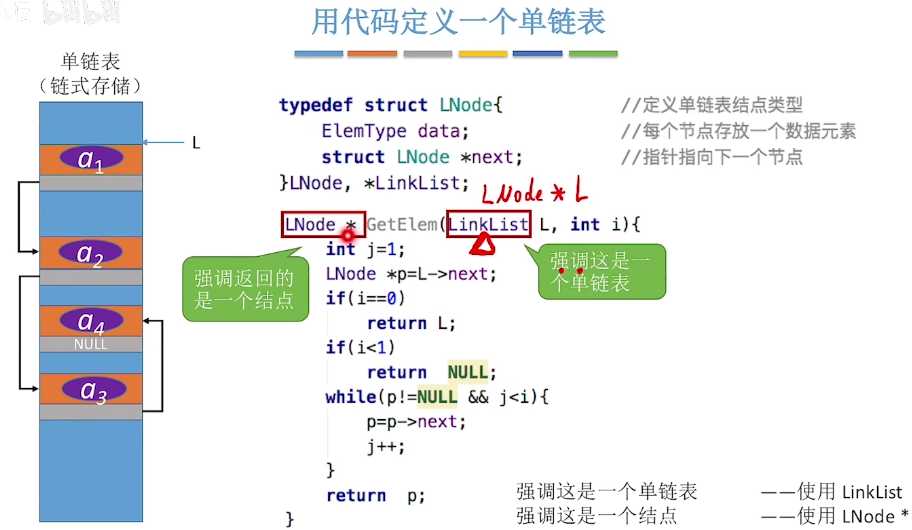 bilibili
用代码定义一个单链表
单链表
（链式存储）
L
a1
a2
a4
NULL
a3
typedef struct LNode{ //定义单链表结点类型
ElemType data; //每个节点存放一个数据元素
struct LNode *next; //指针指向下一个节点
}LNode, *LinkList;
LNode * L
LNode * GetElem(LinkList L, int i){
int j=1;
LNode *p=L->next;
if(i==0)
return L;
if(i<1)
return NULL;
while(p!=NULL && j<i){
p=p->next;
j++;
}
return p;
}
强调返回的
是一个结点
强调这是一
个单链表
强调这是一个单链表 ——使用 LinkList
强调这是一个结点 ——使用 LNode *